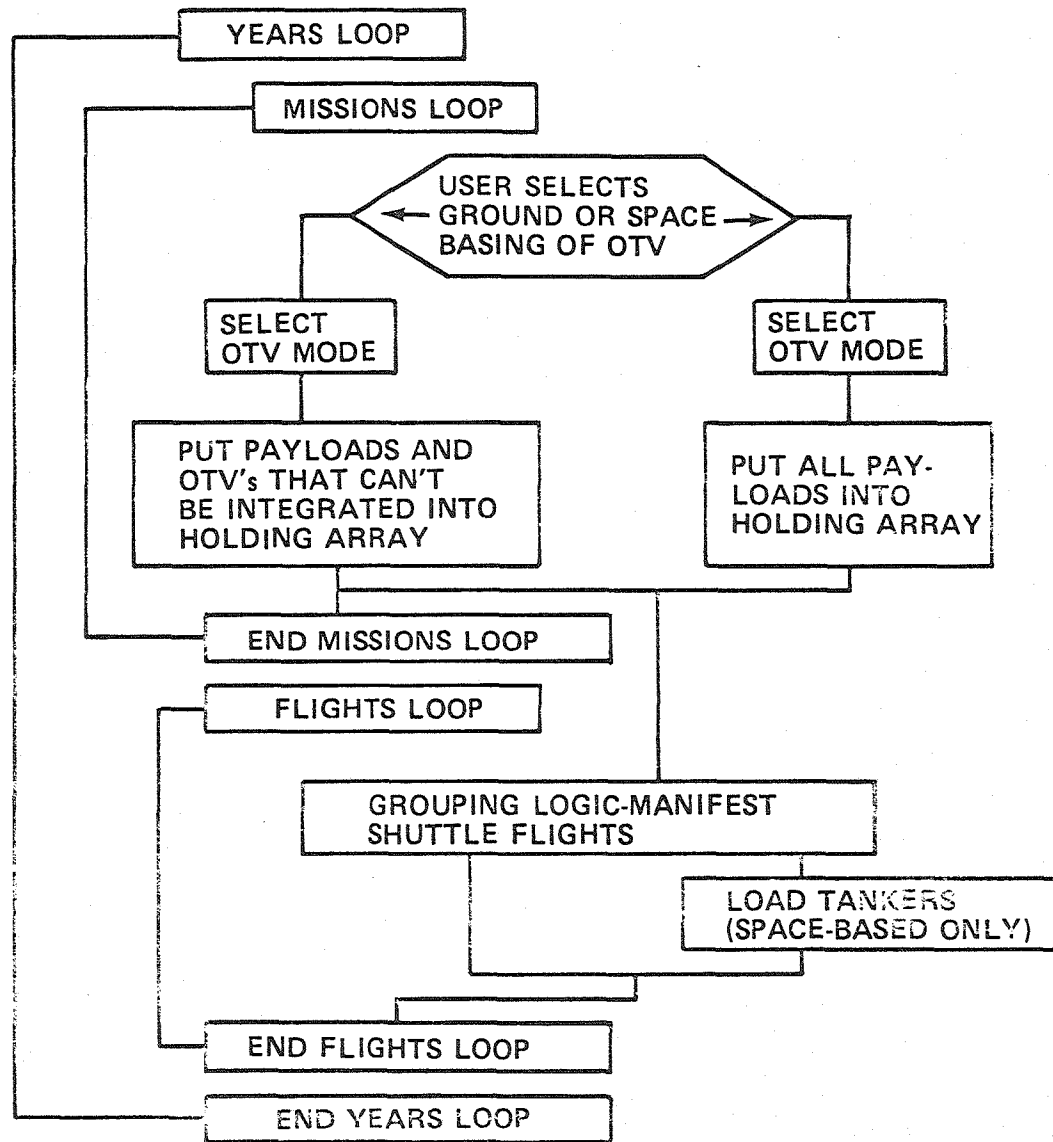 YEARS LOOP
MISSIONS LOOP
USER SELECTS
GROUND OR SPACE
BASING OF OTV
SELECT
OTV MODE
SELECT
OTV MODE
PUT PAYLOADS AND
OTV's THAT CAN'T
BE INTEGRATED INTO
HOLDING ARRAY
PUT ALL PAY-
LOADS INTO
HOLDING ARRAY
END MISSIONS LOOP
FLIGHTS LOOP
GROUPING LOGIC-MANIFEST
SHUTTLE FLIGHTS
LOAD TANKERS
(SPACE-BASED ONLY)
END FLIGHTS LOOP
END YEARS LOOP